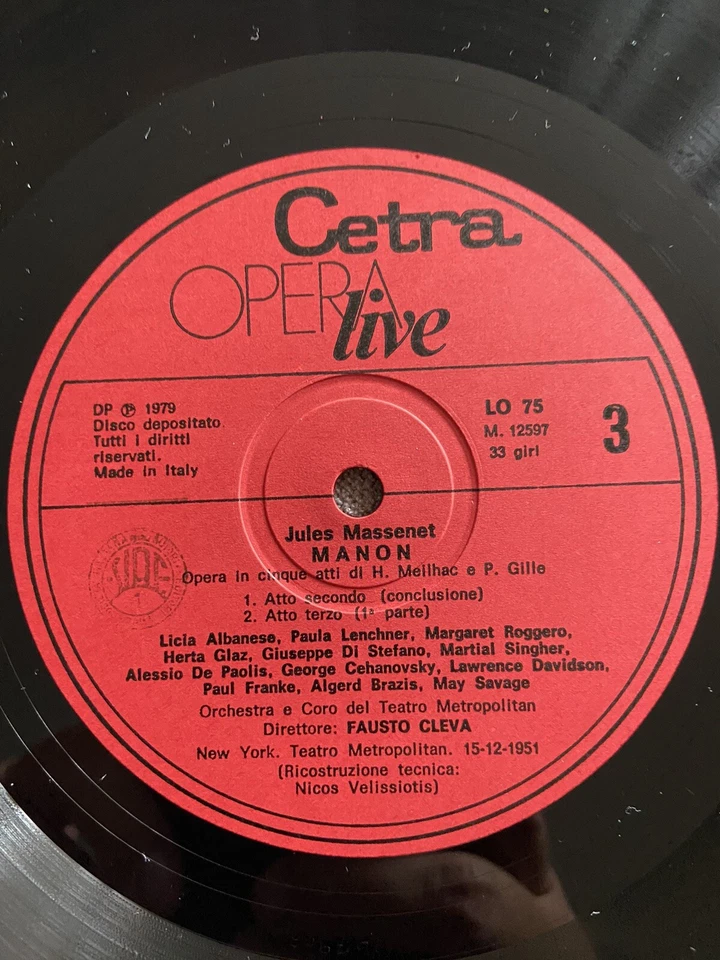 Cetra
OPERA
live
DP Ⓟ 1979
Disco depositato.
Tutti i diritti
riservati.
Made in Italy
LO 75
M. 12597
33 giri
3
Jules Massenet
MANON
Opera in cinque atti di H. Meilhac e P. Gille
1. Atto secondo (conclusione)
2. Atto terzo (1ª parte)
Licia Albanese, Paula Lenchner, Margaret Roggero,
Herta Glaz, Giuseppe Di Stefano, Martial Singher,
Alessio De Paolis, George Cehanovsky, Lawrence Davidson,
Paul Franke, Algerd Brazis, May Savage
Orchestra e Coro del Teatro Metropolitan
Direttore: FAUSTO CLEVA
New York. Teatro Metropolitan. 15-12-1951
(Ricostruzione tecnica:
Nicos Velissiotis)